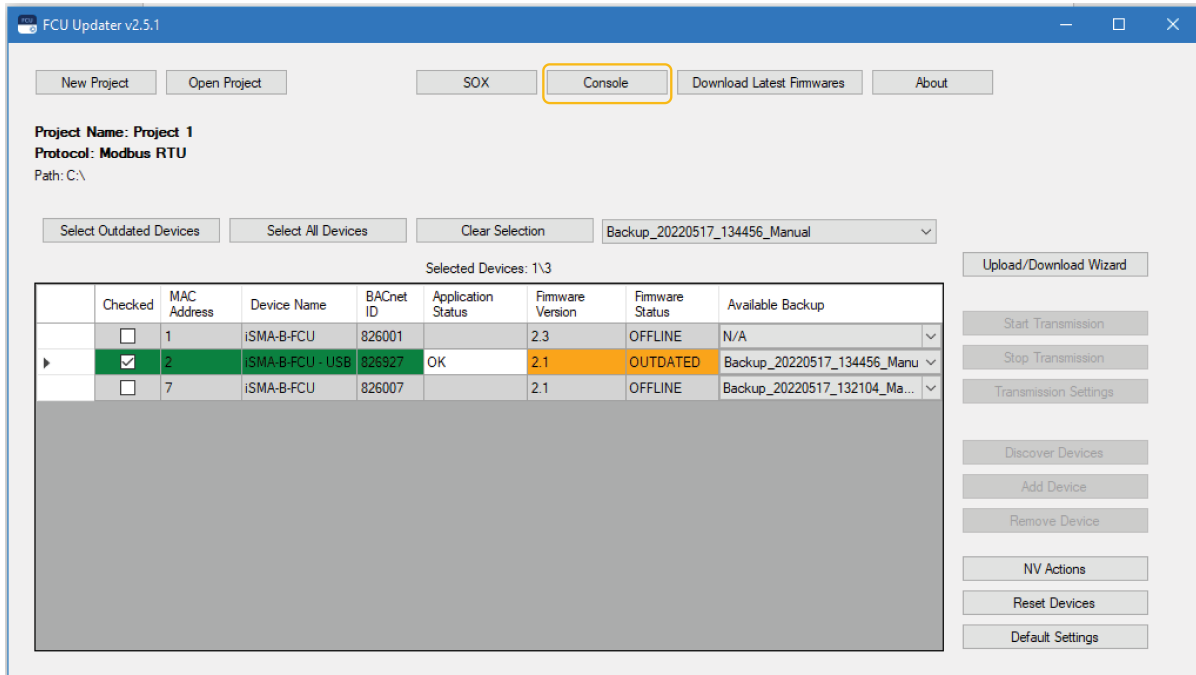 FCU Updater v2.5.1
New Project Open Project SOX Console Download Latest Firmwares About
Project Name: Project 1
Protocol: Modbus RTU
Path: C:\
Select Outdated Devices Select All Devices Clear Selection Backup_20220517_134456_Manual
Selected Devices: 1\3
Upload/Download Wizard
Checked MAC Address Device Name BACnet ID Application Status Firmware Version Firmware Status Available Backup
1 iSMA-B-FCU 826001 2.3 OFFLINE N/A
2 iSMA-B-FCU - USB 826927 OK 2.1 OUTDATED Backup_20220517_134456_Manu
7 iSMA-B-FCU 826007 2.1 OFFLINE Backup_20220517_132104_Ma...
Start Transmission
Stop Transmission
Transmission Settings
Discover Devices
Add Device
Remove Device
NV Actions
Reset Devices
Default Settings